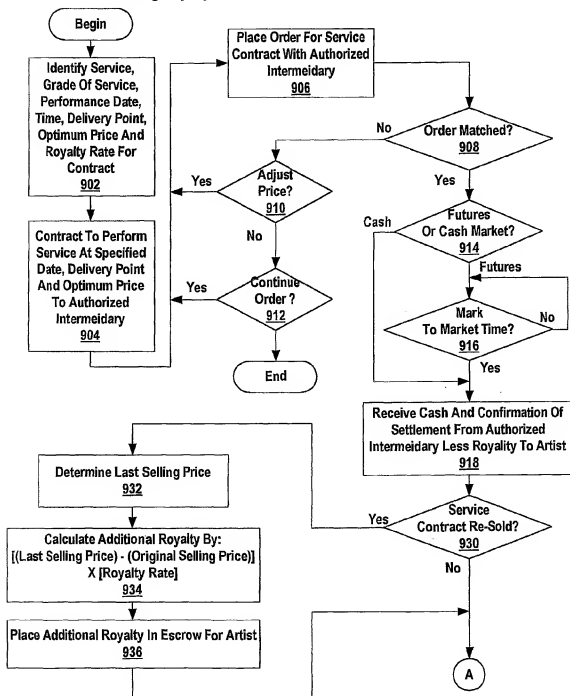 Begin
Identify Service,
Grade Of Service,
Performance Date,
Time, Delivery Point,
Optimum Price And
Royalty Rate For
Contract
902
Contract To Perform
Service At Specified
Date, Delivery Point
And Optimum Price
To Authorized
Intermeidary
904
Place Order For Service
Contract With Authorized
Intermeidary
906
Order Matched?
908
No
Yes
Adjust
Price?
910
Yes
No
Continue
Order ?
912
Yes
End
Futures
Or Cash Market?
914
Cash
Futures
Mark
To Market Time?
916
No
Yes
Receive Cash And Confirmation Of
Settlement From Authorized
Intermeidary Less Royality To Artist
918
Service
Contract Re-Sold?
930
Yes
No
Determine Last Selling Price
932
Calculate Additional Royalty By:
[(Last Selling Price) - (Original Selling Price)]
X [Royalty Rate]
934
Place Additional Royalty In Escrow For Artist
936
A